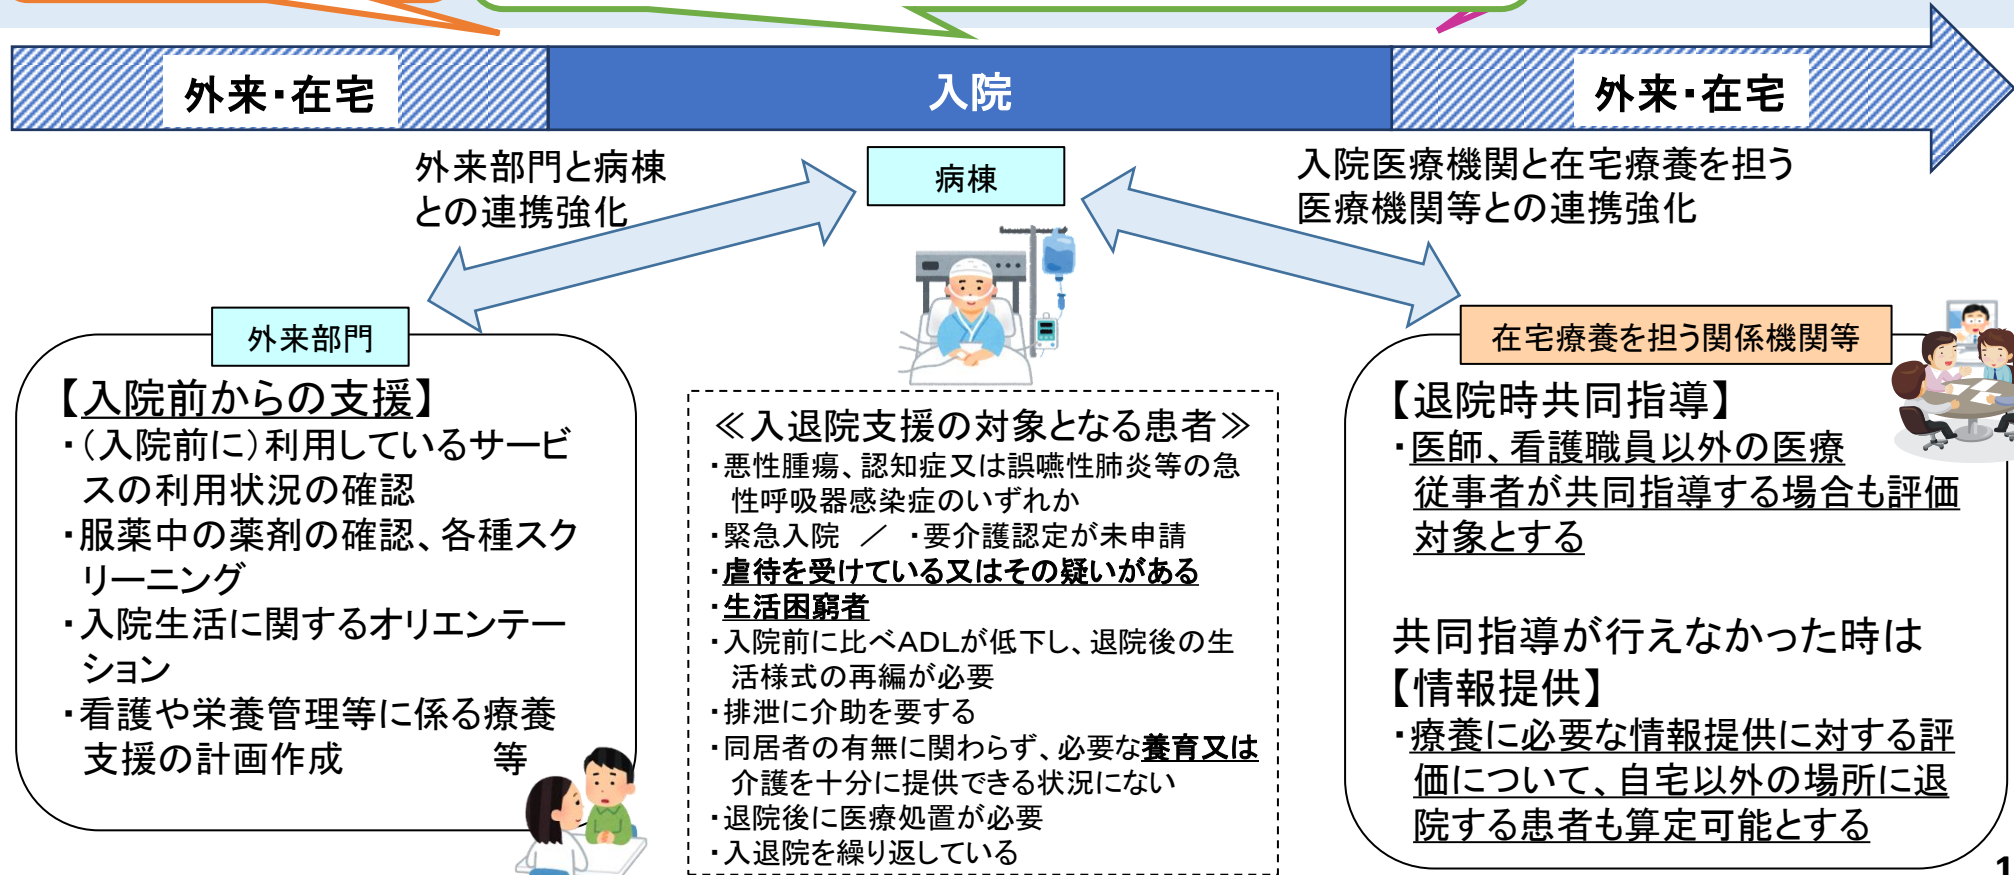 外来・在宅
入院
外来・在宅
外来部門と病棟
との連携強化
病棟
入院医療機関と在宅療養を担う
医療機関等との連携強化
外来部門
【入院前からの支援】
・(入院前に)利用しているサービ
スの利用状況の確認
・服薬中の薬剤の確認、各種スク
リーニング
・入院生活に関するオリエンテー
ション
・看護や栄養管理等に係る療養
支援の計画作成　　　　等
≪入退院支援の対象となる患者≫
・悪性腫瘍、認知症又は誤嚥性肺炎等の急
性呼吸器感染症のいずれか
・緊急入院　／　・要介護認定が未申請
・虐待を受けている又はその疑いがある
・生活困窮者
・入院前に比べADLが低下し、退院後の生
活様式の再編が必要
・排泄に介助を要する
・同居者の有無に関わらず、必要な養育又は
介護を十分に提供できる状況にない
・退院後に医療処置が必要
・入退院を繰り返している
在宅療養を担う関係機関等
【退院時共同指導】
・医師、看護職員以外の医療
従事者が共同指導する場合も評価
対象とする
共同指導が行えなかった時は
【情報提供】
・療養に必要な情報提供に対する評
価について、自宅以外の場所に退
院する患者も算定可能とする